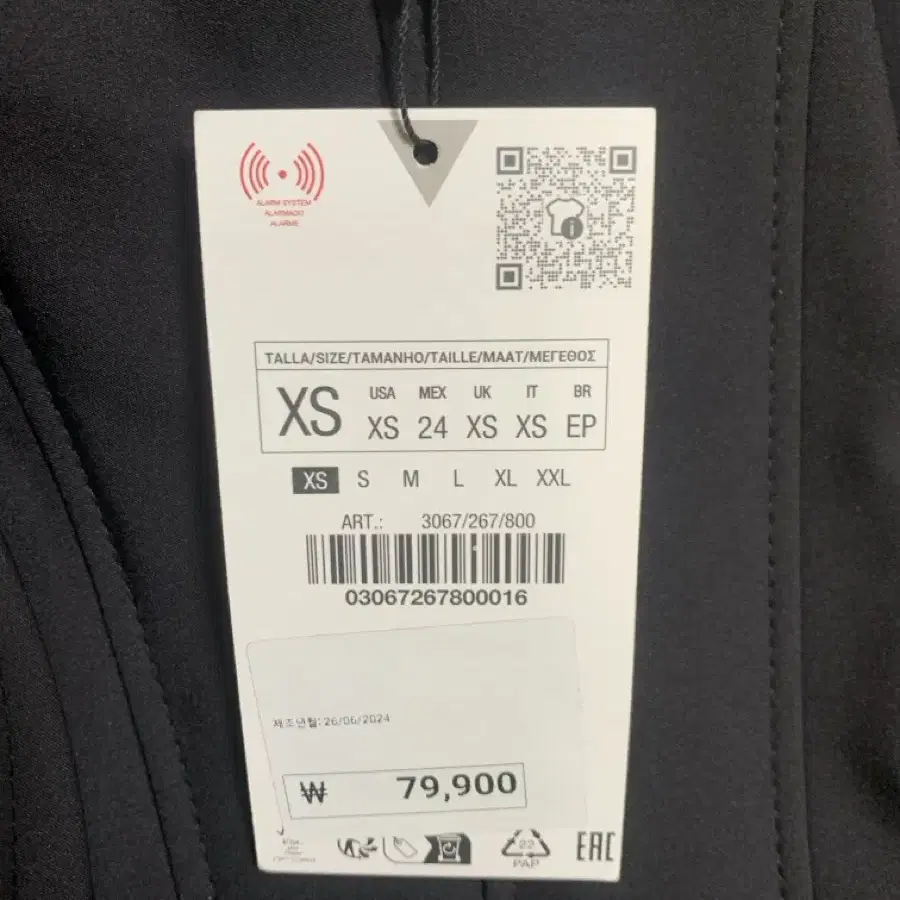 ALARM SYSTEM
ALARMADO
ALARME
TALLA/SIZE/TAMANHO/TAILLE/MAAT/ΜΕΓΕΘΟΣ
XS
USA MEX UK IT BR
XS 24 XS XS EP
XS S M L XL XXL
ART.: 3067/267/800
03067267800016
제조년월: 26/06/2024
₩ 79,900
22
PAP
EAC